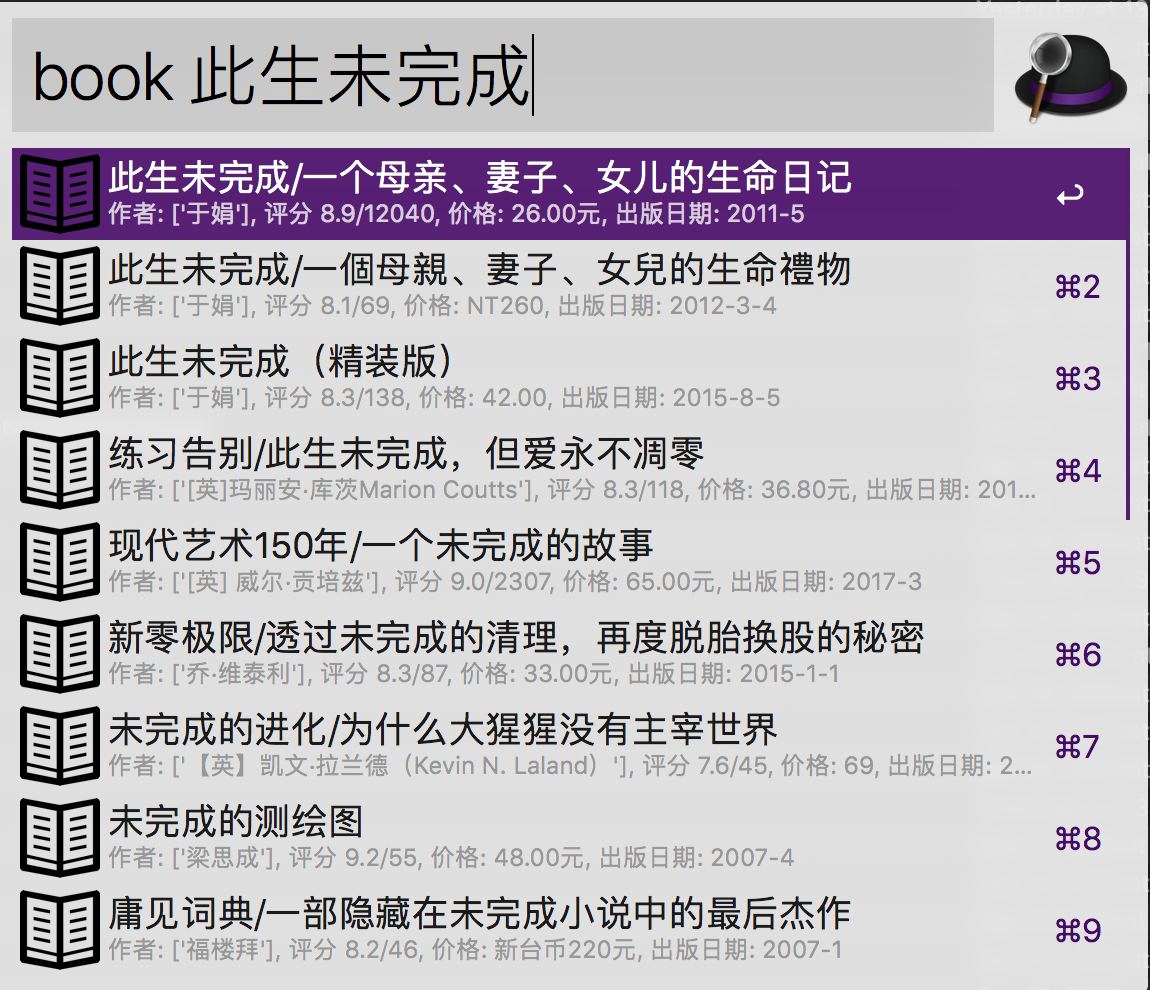 book 此生未完成
此生未完成/一个母亲、妻子、女儿的生命日记
作者: ['于娟'], 评分 8.9/12040, 价格: 26.00元, 出版日期: 2011-5
↩
此生未完成/一個母親、妻子、女兒的生命禮物
作者: ['于娟'], 评分 8.1/69, 价格: NT260, 出版日期: 2012-3-4
⌘2
此生未完成（精装版）
作者: ['于娟'], 评分 8.3/138, 价格: 42.00, 出版日期: 2015-8-5
⌘3
练习告别/此生未完成，但爱永不凋零
作者: ['[英]玛丽安·库茨Marion Coutts'], 评分 8.3/118, 价格: 36.80元, 出版日期: 201...
⌘4
现代艺术150年/一个未完成的故事
作者: ['[英] 威尔·贡培兹'], 评分 9.0/2307, 价格: 65.00元, 出版日期: 2017-3
⌘5
新零极限/透过未完成的清理，再度脱胎换股的秘密
作者: ['乔·维泰利'], 评分 8.3/87, 价格: 33.00元, 出版日期: 2015-1-1
⌘6
未完成的进化/为什么大猩猩没有主宰世界
作者: ['【英】凯文·拉兰德（Kevin N. Laland）'], 评分 7.6/45, 价格: 69, 出版日期: 2...
⌘7
未完成的测绘图
作者: ['梁思成'], 评分 9.2/55, 价格: 48.00元, 出版日期: 2007-4
⌘8
庸见词典/一部隐藏在未完成小说中的最后杰作
作者: ['福楼拜'], 评分 8.2/46, 价格: 新台币220元, 出版日期: 2007-1
⌘9